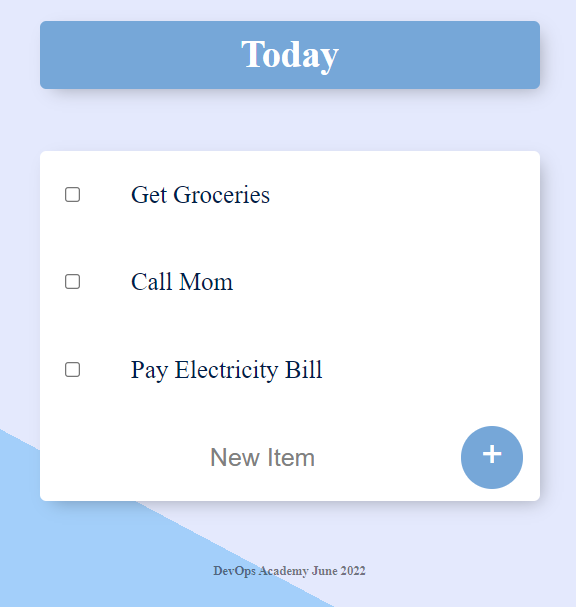 Today
Get Groceries
Call Mom
Pay Electricity Bill
New Item
+
DevOps Academy June 2022